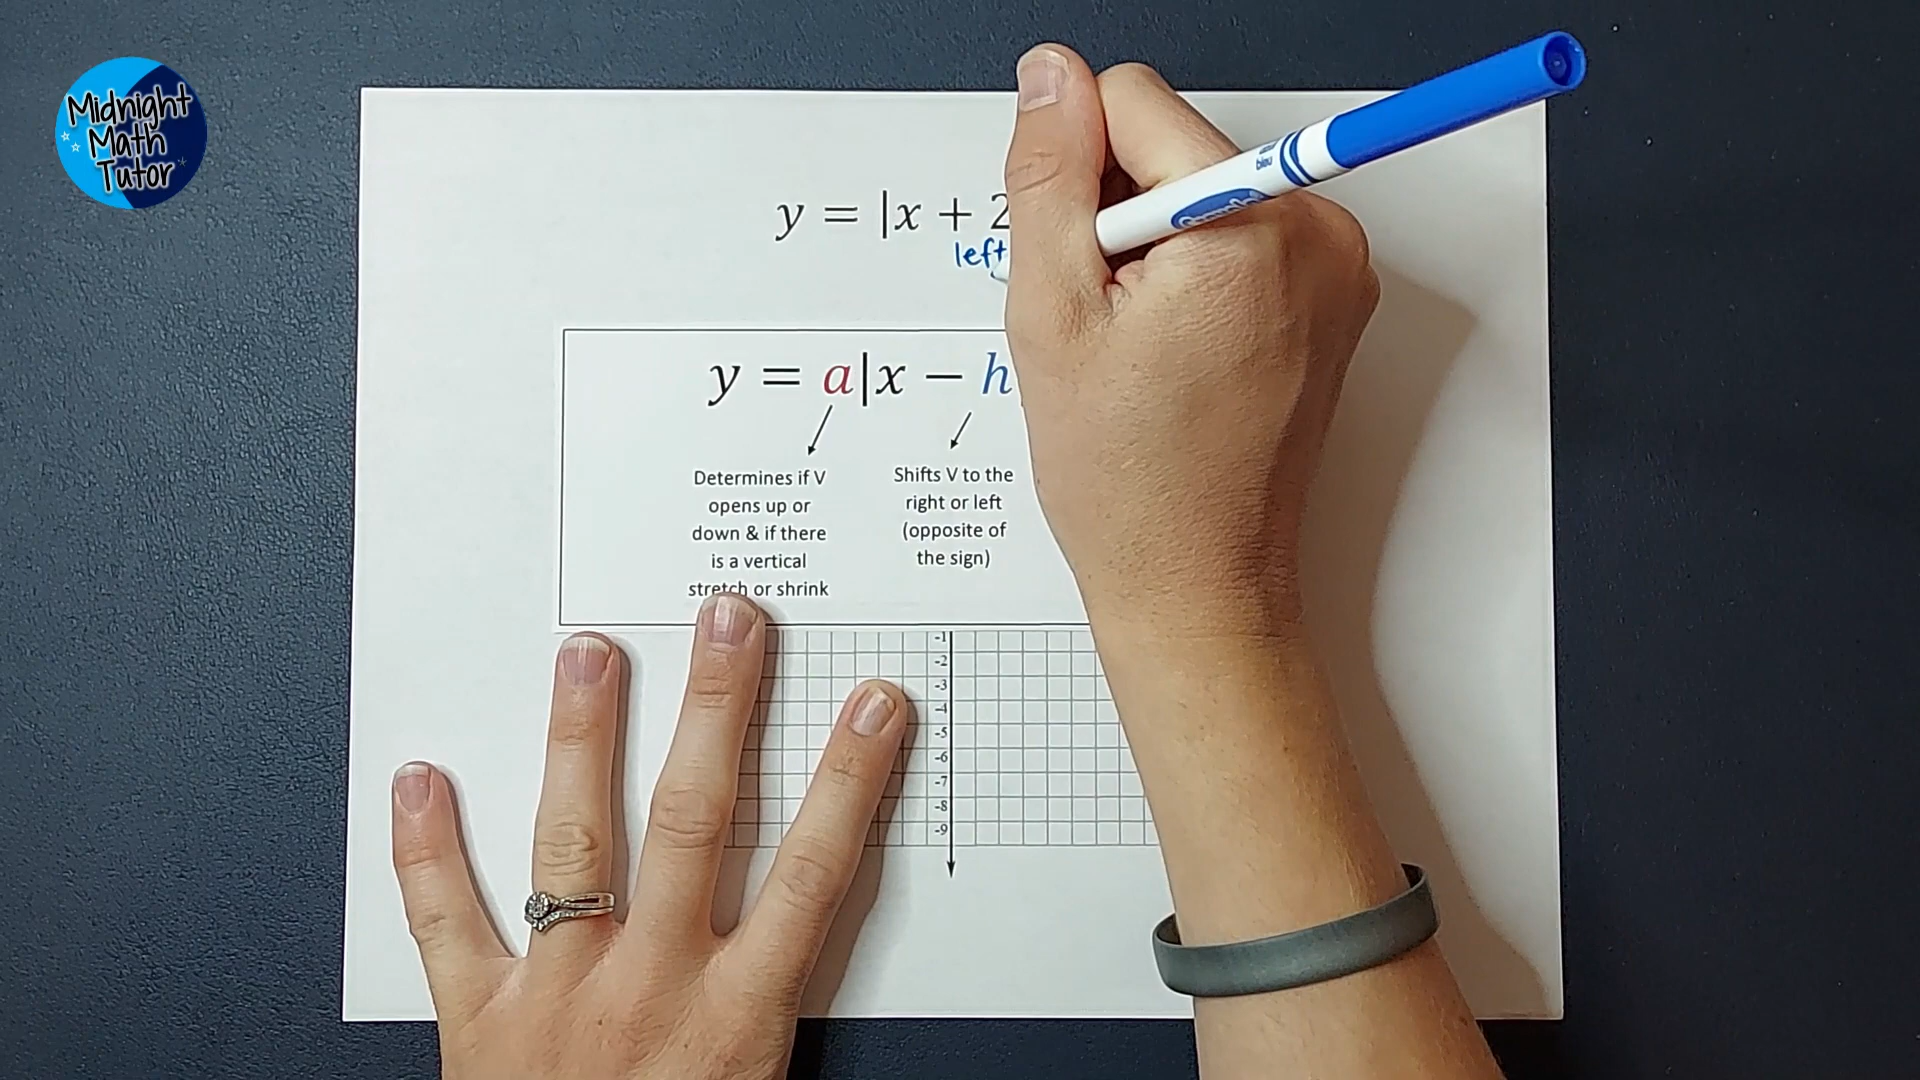 Midnight
Math
Tutor
y = |x + 2
left
y = a|x − h
Determines if V
opens up or
down & if there
is a vertical
stretch or shrink
Shifts V to the
right or left
(opposite of
the sign)
-1
-2
-3
-4
-5
-6
-7
-8
-9
bleu